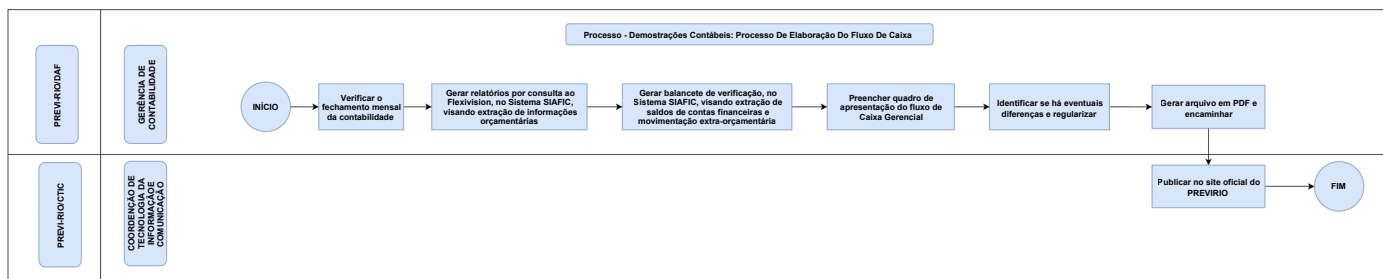 Processo - Demostrações Contábeis: Processo De Elaboração Do Fluxo De Caixa
PREVI-RIO/DAF
GERÊNCIA DE
CONTABILIDADE
INÍCIO
Verificar o
fechamento mensal
da contabilidade
Gerar relatórios por consulta ao
Flexivision, no Sistema SIAFIC,
visando extração de informações
orçamentárias
Gerar balancete de verificação, no
Sistema SIAFIC, visando extração de
saldos de contas financeiras e
movimentação extra-orçamentária
Preencher quadro de
apresentação do fluxo de
Caixa Gerencial
Identificar se há eventuais
diferenças e regularizar
Gerar arquivo em PDF e
encaminhar
PREVI-RIO/CTIC
COORDENÇÃO DE
TECNOLOGIA DA
INFORMAÇÃOE
COMUNICAÇÃO
Publicar no site oficial do
PREVIRIO
FIM